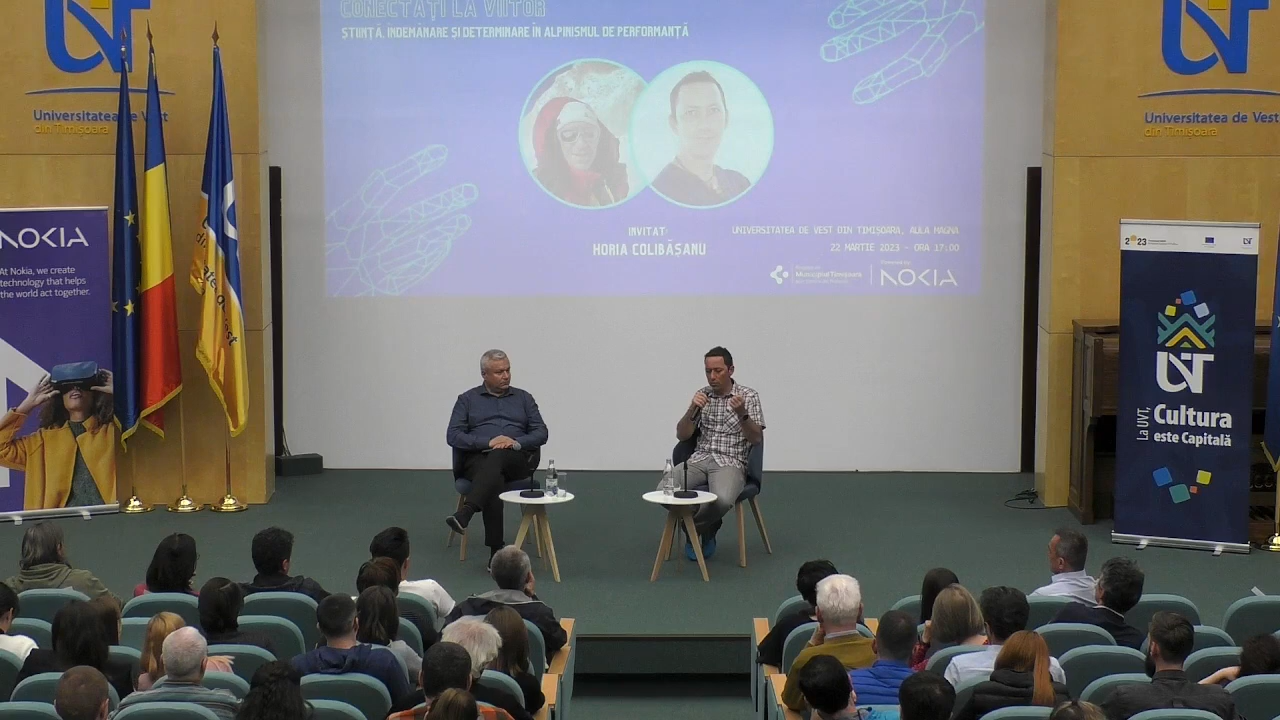 CONECTAȚI LA VIITOR
ȘTIINȚĂ, ÎNDEMÂNARE ȘI DETERMINARE ÎN ALPINISMUL DE PERFORMANȚĂ
INVITAT:
HORIA COLIBĂȘANU
UNIVERSITATEA DE VEST DIN TIMIȘOARA, AULA MAGNA
22 MARTIE 2023 - ORA 17:00
NOKIA
Universitatea de Vest
din Timișoara
Universitatea de Vest
din Timișoara
NOKIA
At Nokia, we create
technology that helps
the world act together.
2023
UVT
La UVT,
Cultura
este Capitală